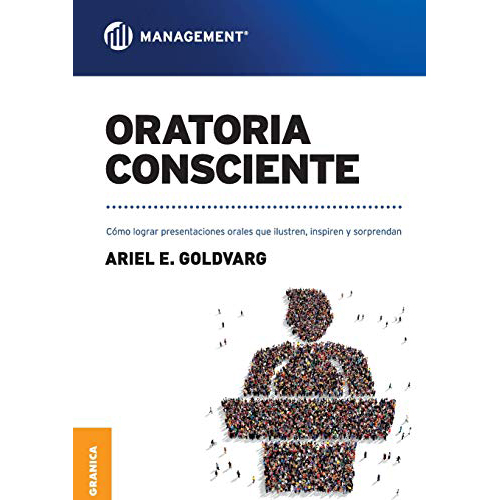 MANAGEMENT®
ORATORIA
CONSCIENTE
Cómo lograr presentaciones orales que ilustren, inspiren y sorprendan
ARIEL E. GOLDVARG
GRANICA